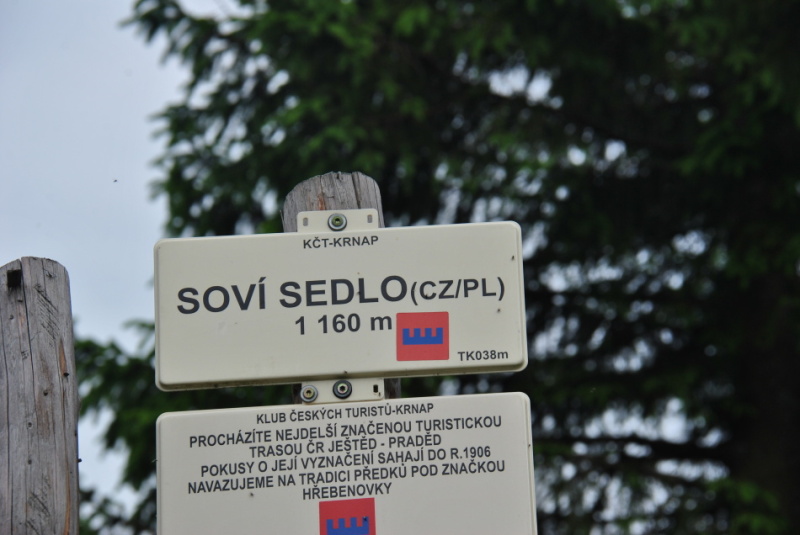 KČT-KRNAP
SOVÍ SEDLO(CZ/PL)
1 160 m
TK038m
KLUB ČESKÝCH TURISTŮ-KRNAP
PROCHÁZÍTE NEJDELŠÍ ZNAČENOU TURISTICKOU
TRASOU ČR JEŠTĚD - PRADĚD
POKUSY O JEJÍ VYZNAČENÍ SAHAJÍ DO R.1906
NAVAZUJEME NA TRADICI PŘEDKŮ POD ZNAČKOU
HŘEBENOVKY